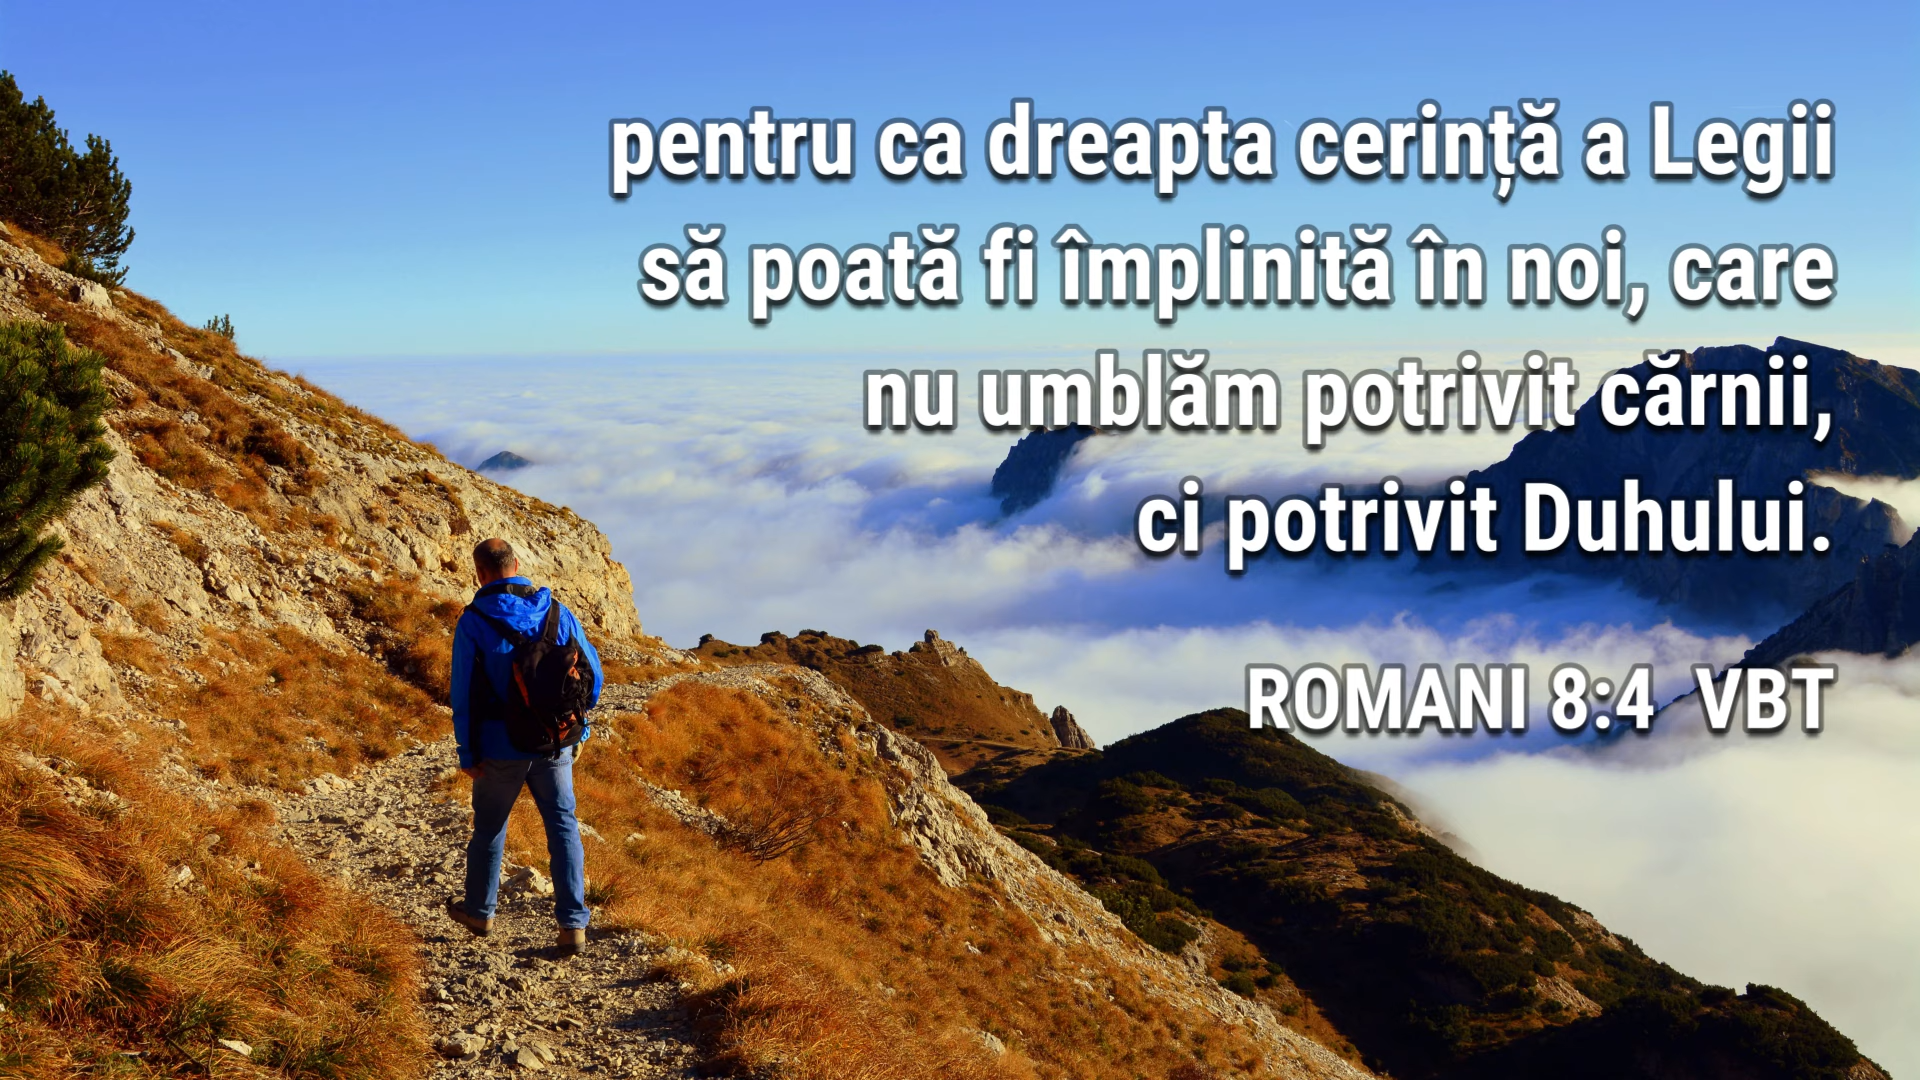 pentru ca dreapta cerință a Legii
să poată fi împlinită în noi, care
nu umblăm potrivit cărnii,
ci potrivit Duhului.
ROMANI 8:4 VBT